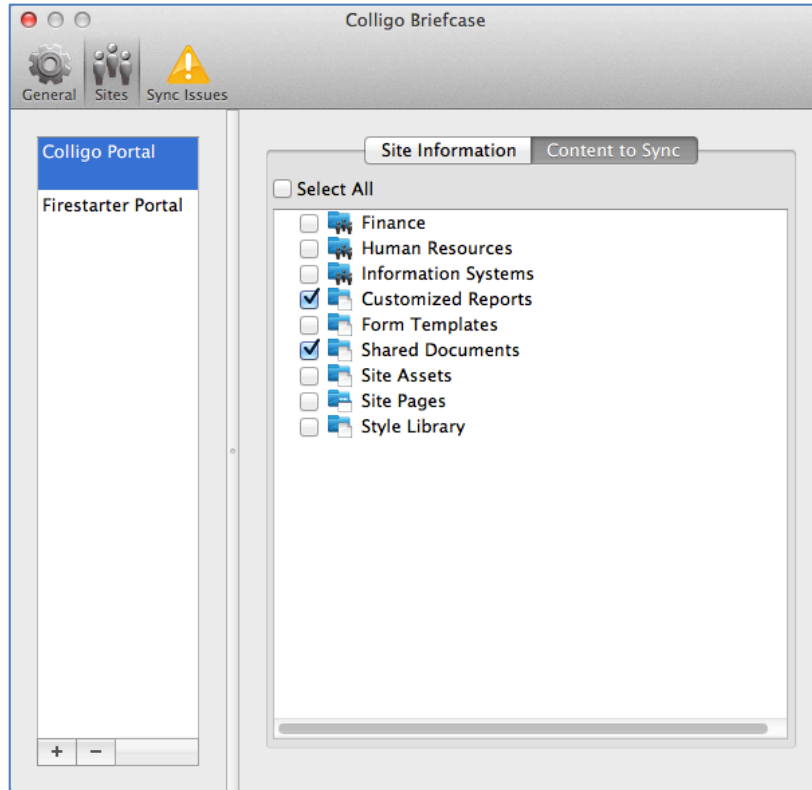 Colligo Briefcase
General Sites Sync Issues
Colligo Portal
Firestarter Portal
Site Information Content to Sync
Select All
Finance
Human Resources
Information Systems
Customized Reports
Form Templates
Shared Documents
Site Assets
Site Pages
Style Library
+ −